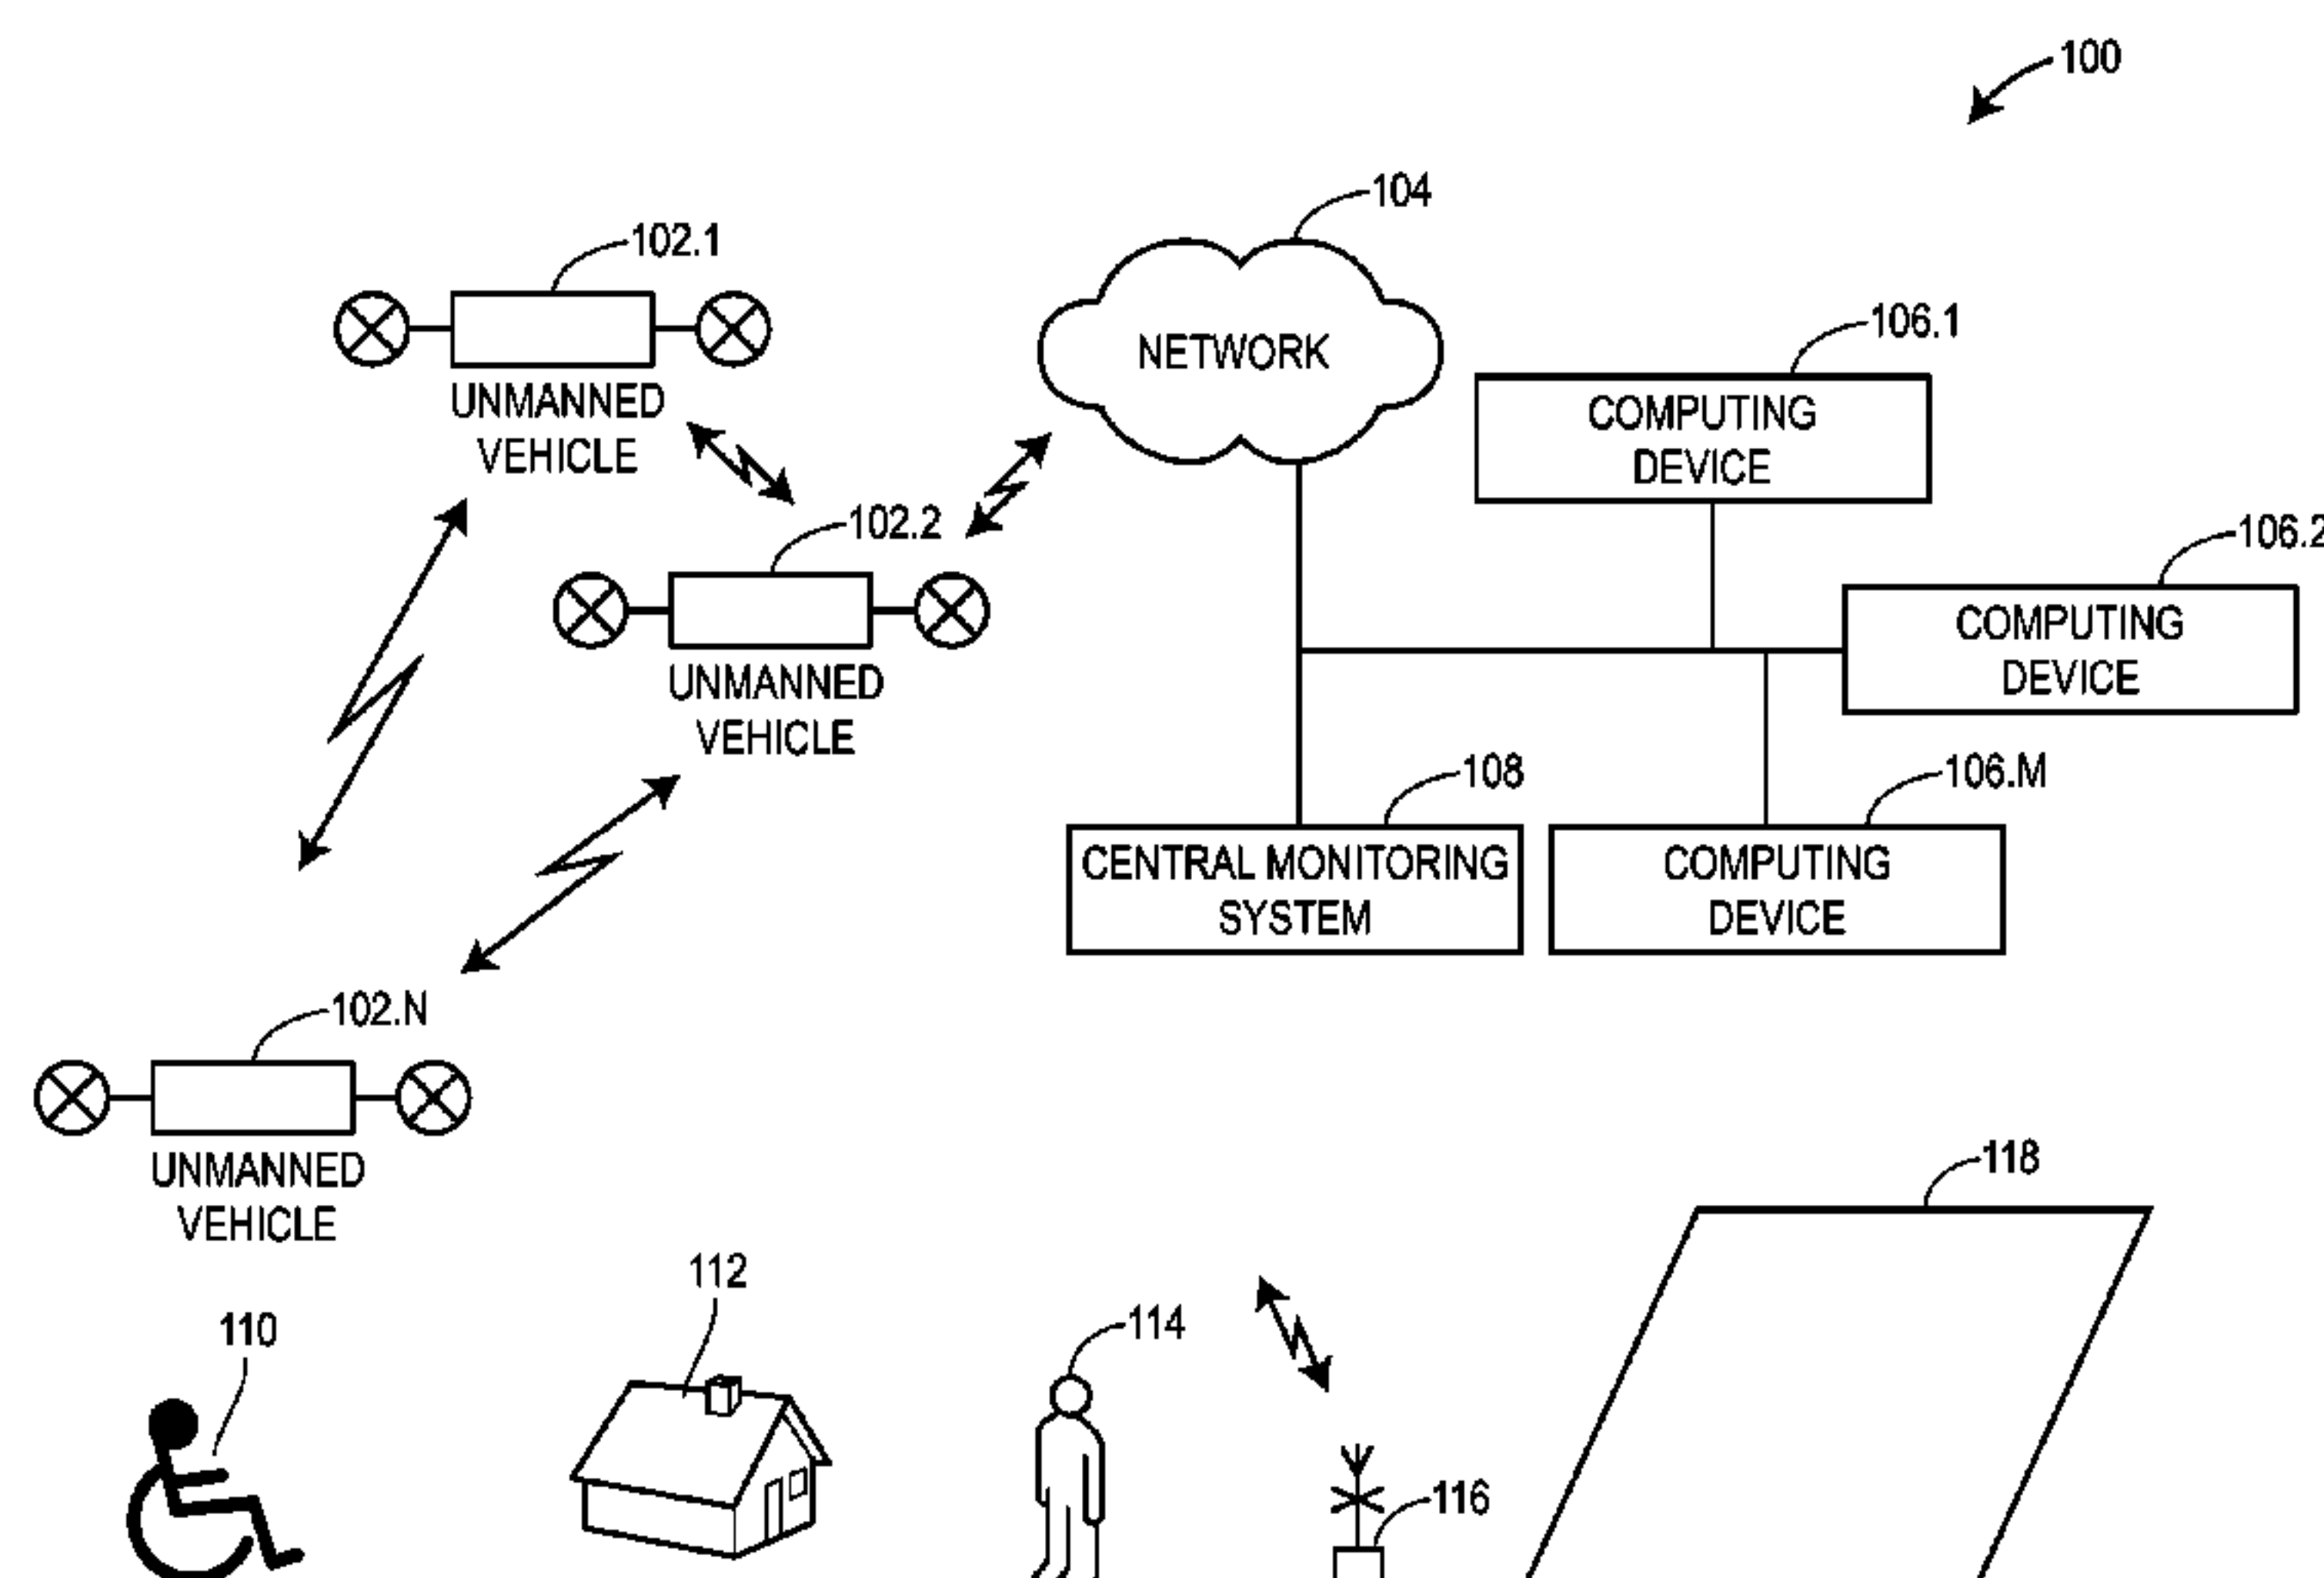 100
104
102.1
NETWORK
106.1
UNMANNED
VEHICLE
COMPUTING
DEVICE
102.2
106.2
UNMANNED
VEHICLE
COMPUTING
DEVICE
108
106.M
CENTRAL MONITORING
SYSTEM
COMPUTING
DEVICE
102.N
UNMANNED
VEHICLE
118
112
110
114
116